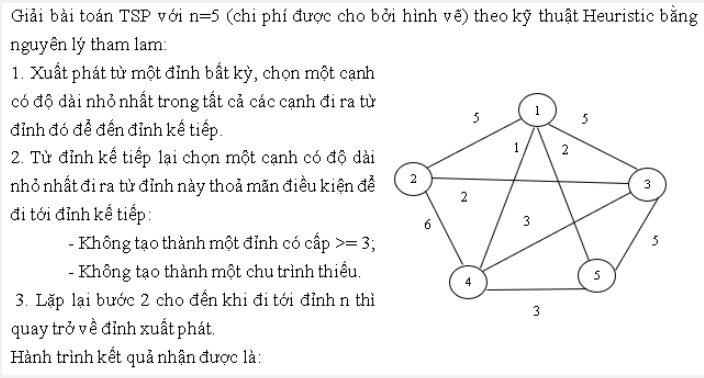 Giải bài toán TSP với n=5 (chi phí được cho bởi hình vẽ) theo kỹ thuật Heuristic bằng
nguyên lý tham lam:
1. Xuất phát từ một đỉnh bất kỳ, chọn một cạnh
có độ dài nhỏ nhất trong tất cả các cạnh đi ra từ
đỉnh đó để đến đỉnh kế tiếp.
2. Từ đỉnh kế tiếp lại chọn một cạnh có độ dài
nhỏ nhất đi ra từ đỉnh này thoả mãn điều kiện để
đi tới đỉnh kế tiếp:
- Không tạo thành một đỉnh có cấp >= 3;
- Không tạo thành một chu trình thiếu.
3. Lặp lại bước 2 cho đến khi đi tới đỉnh n thì
quay trở về đỉnh xuất phát.
Hành trình kết quả nhận được là:
5 1 5
1 2
2 3
2
6 3
5
4 5
3